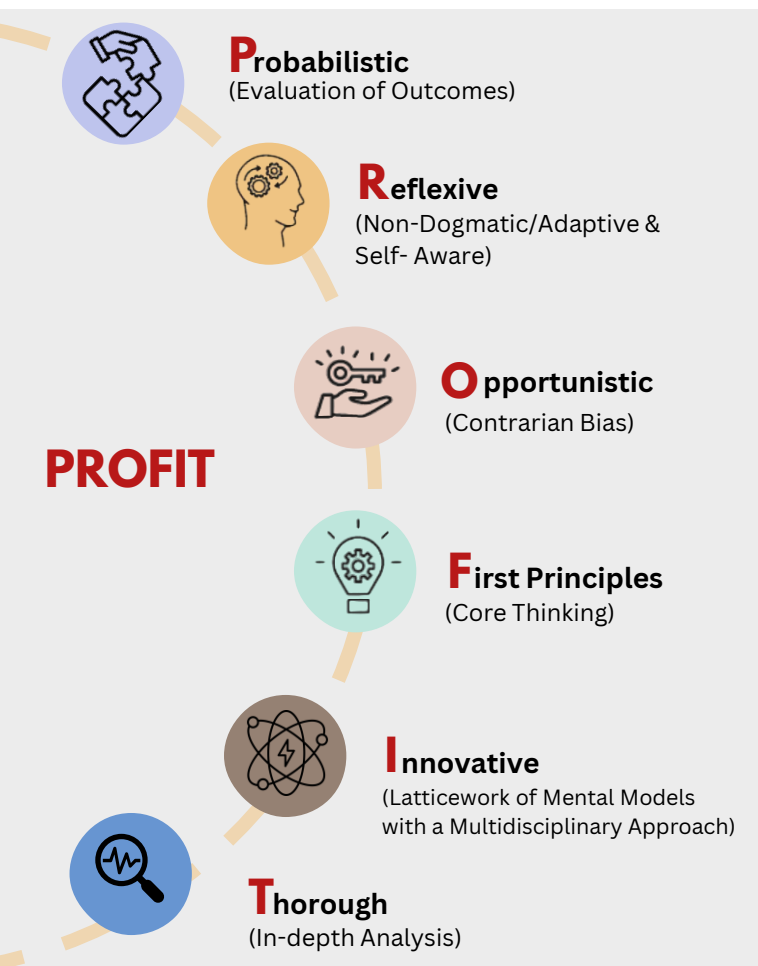 Probabilistic
(Evaluation of Outcomes)
Reflexive
(Non-Dogmatic/Adaptive &
Self- Aware)
Opportunistic
(Contrarian Bias)
PROFIT
First Principles
(Core Thinking)
Innovative
(Latticework of Mental Models
with a Multidisciplinary Approach)
Thorough
(In-depth Analysis)